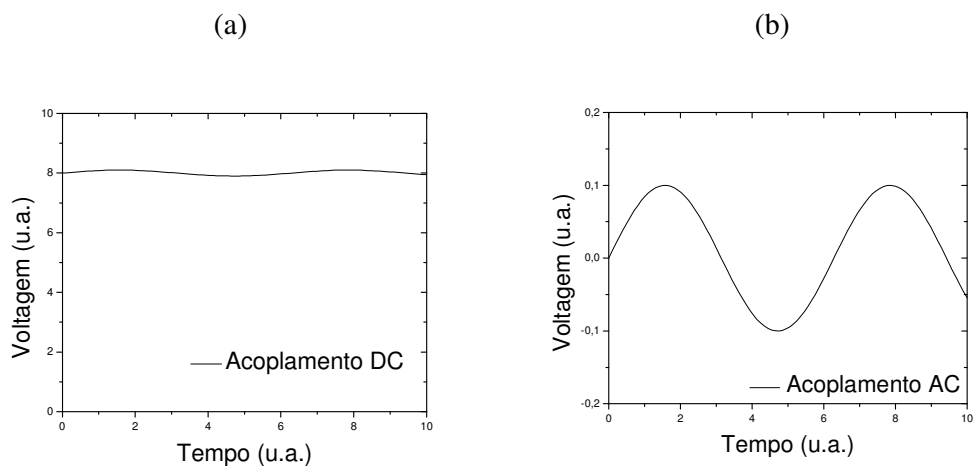 (a)
(b)
10
8
6
4
2
0
Voltagem (u.a.)
Acoplamento DC
0 2 4 6 8 10
Tempo (u.a.)
0,2
0,1
0,0
-0,1
-0,2
Voltagem (u.a.)
Acoplamento AC
0 2 4 6 8 10
Tempo (u.a.)